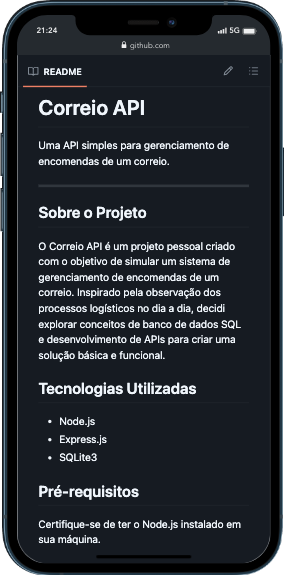 21:24
5G
github.com
README
Correio API
Uma API simples para gerenciamento de
encomendas de um correio.
Sobre o Projeto
O Correio API é um projeto pessoal criado
com o objetivo de simular um sistema de
gerenciamento de encomendas de um
correio. Inspirado pela observação dos
processos logísticos no dia a dia, decidi
explorar conceitos de banco de dados SQL
e desenvolvimento de APIs para criar uma
solução básica e funcional.
Tecnologias Utilizadas
• Node.js
• Express.js
• SQLite3
Pré-requisitos
Certifique-se de ter o Node.js instalado em
sua máquina.